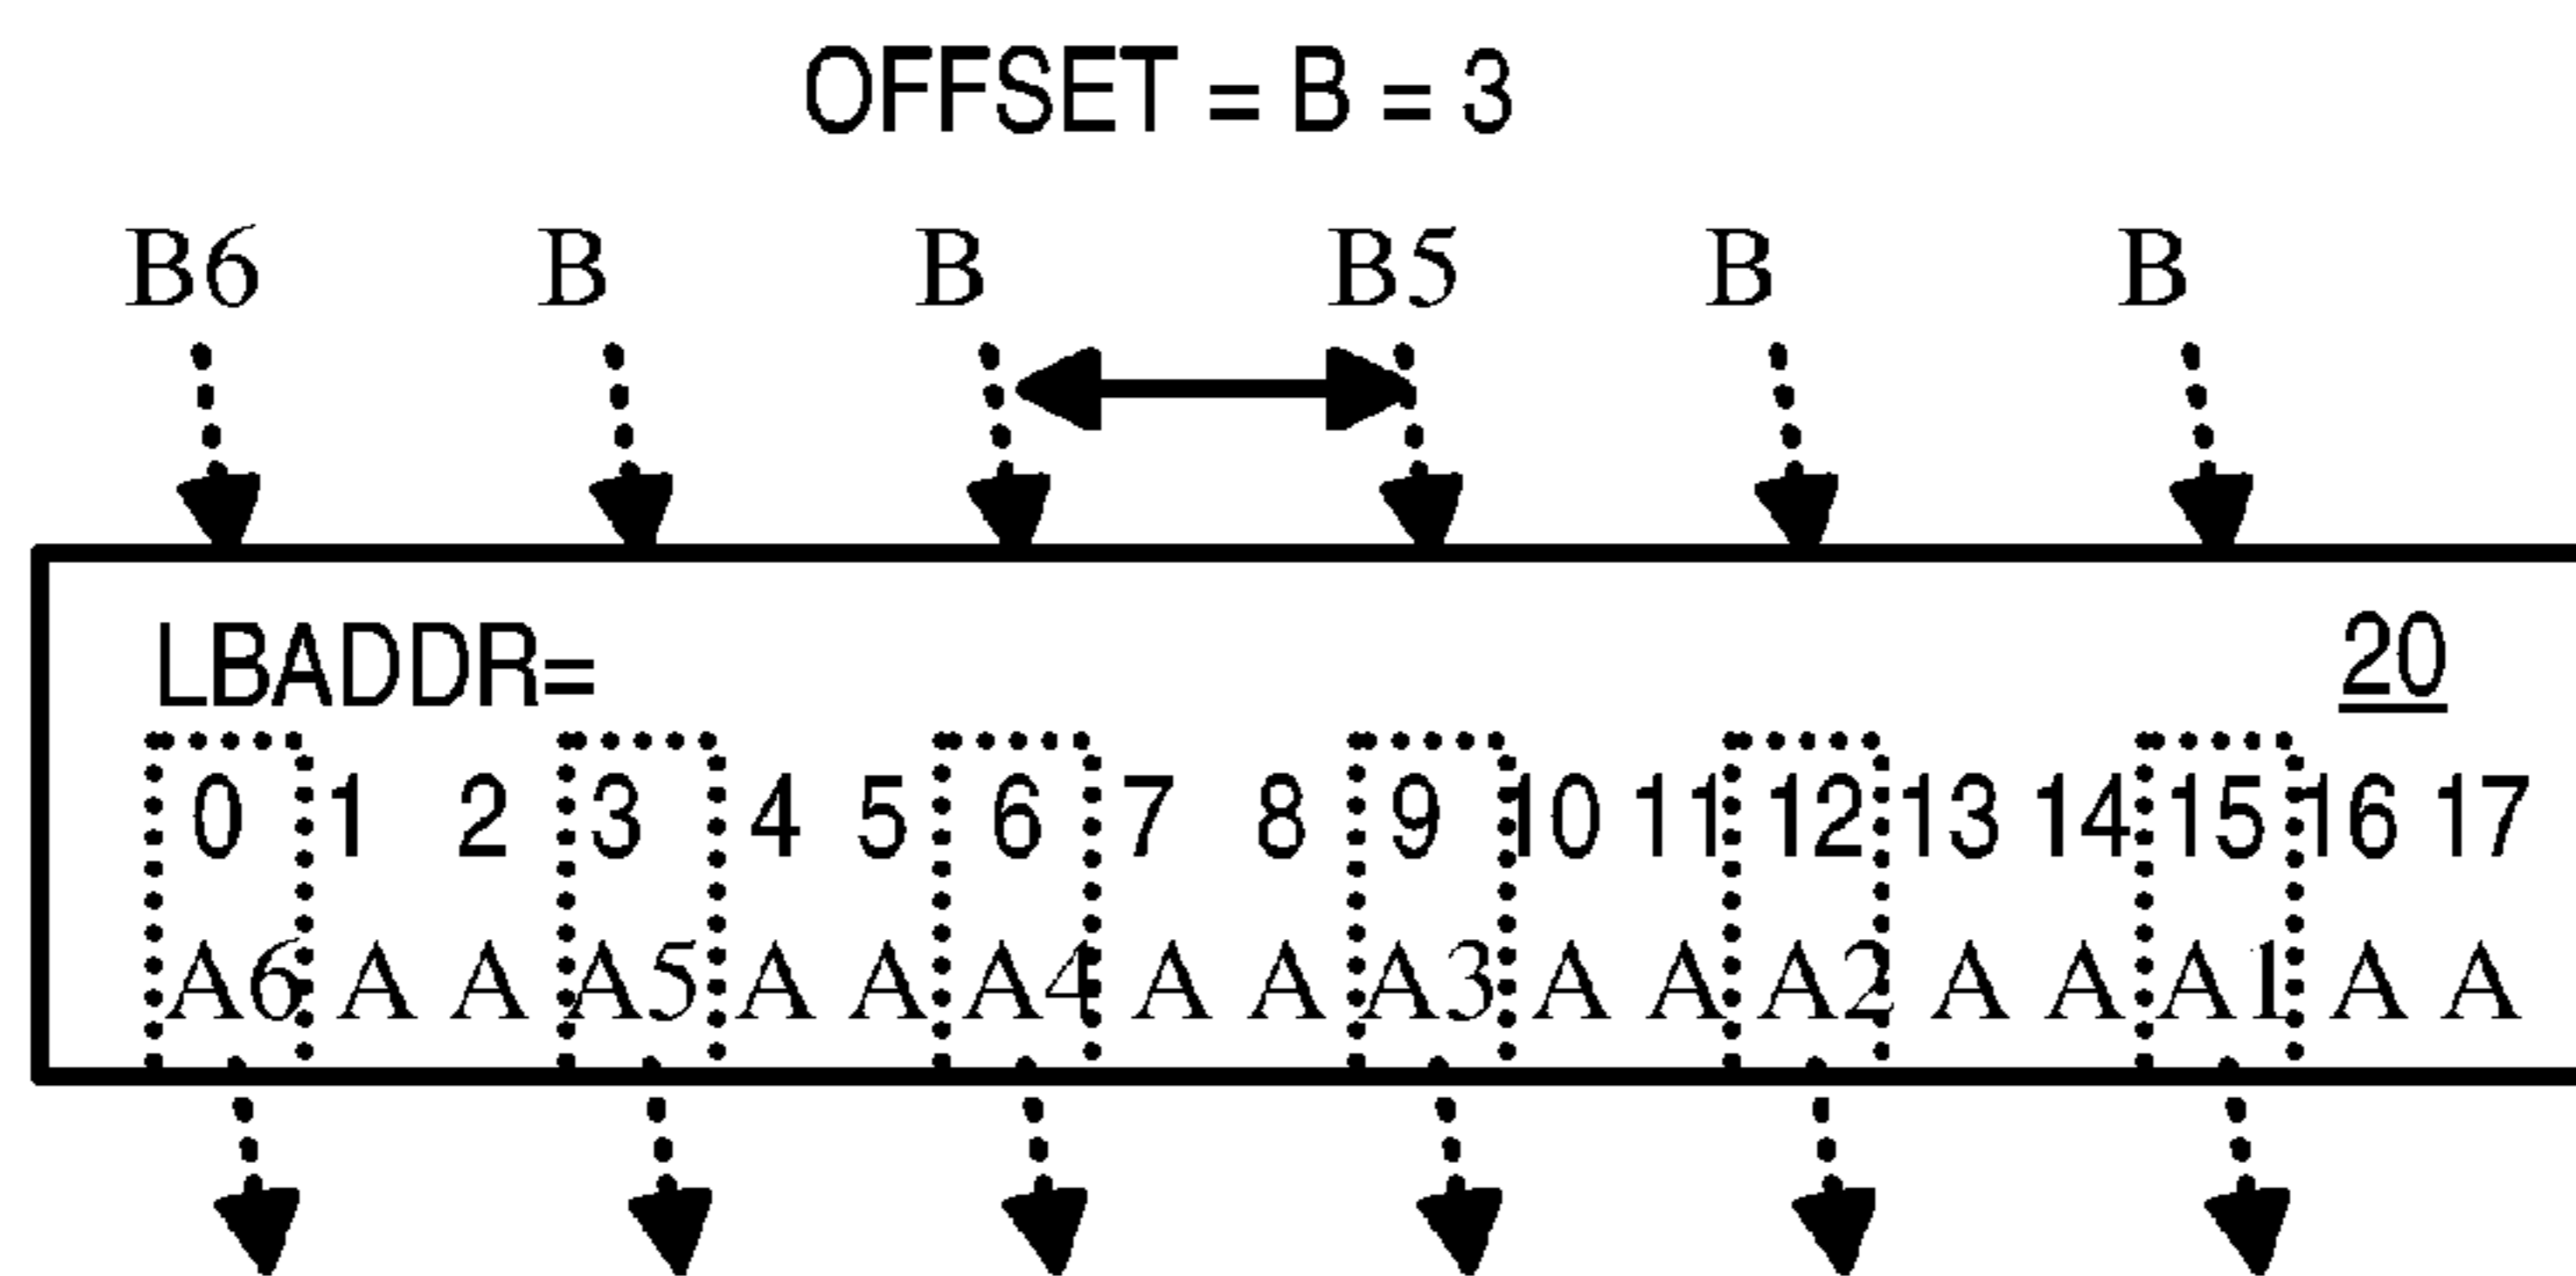 OFFSET = B = 3
B6 B B B5 B B
LBADDR= 20
0 1 2 3 4 5 6 7 8 9 10 11 12 13 14 15 16 17
A6 A A A5 A A A4 A A A3 A A A2 A A A1 A A